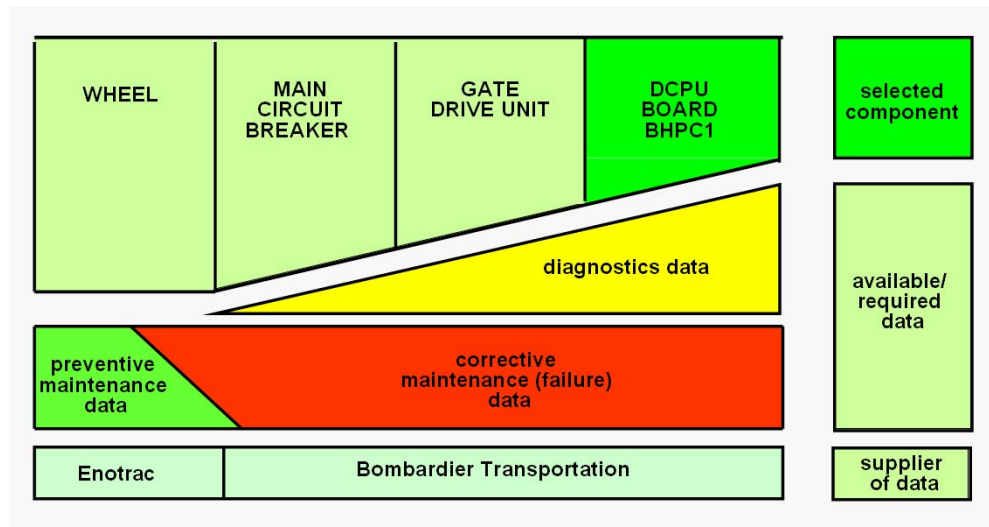 WHEEL
MAIN
CIRCUIT
BREAKER
GATE
DRIVE UNIT
DCPU
BOARD
BHPC1
selected
component
diagnostics data
available/
required
data
preventive
maintenance
data
corrective
maintenance (failure)
data
Enotrac
Bombardier Transportation
supplier
of data